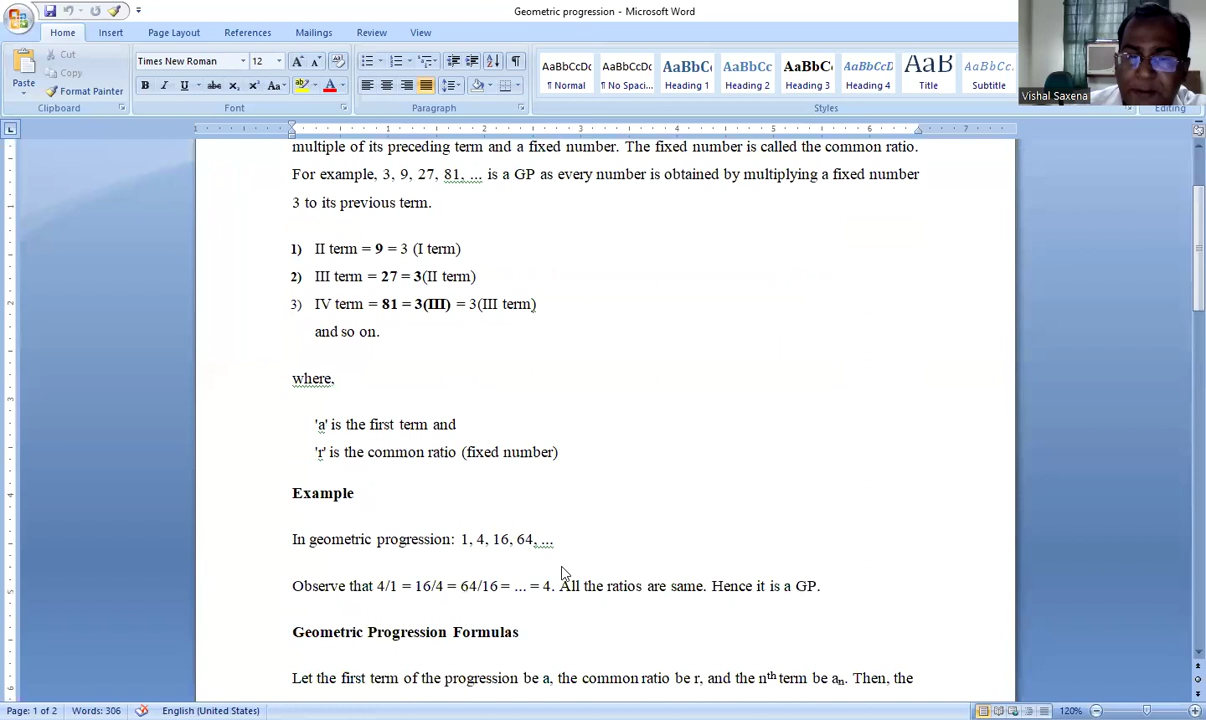 Geometric progression - Microsoft Word
Home Insert Page Layout References Mailings Review View
Cut
Copy
Format Painter
Paste
Clipboard
Times New Roman 12
Font
Paragraph
AaBbCcDc AaBbCcDc AaBbC AaBbCc AaBbCc AaBbCc AaB AaBbCc
¶ Normal ¶ No Spaci... Heading 1 Heading 2 Heading 3 Heading 4 Title Subtitle
Styles
Editing
Vishal Saxena
multiple of its preceding term and a fixed number. The fixed number is called the common ratio.
For example, 3, 9, 27, 81, ... is a GP as every number is obtained by multiplying a fixed number
3 to its previous term.
1) II term = 9 = 3 (I term)
2) III term = 27 = 3(II term)
3) IV term = 81 = 3(III) = 3(III term)
and so on.
where,
'a' is the first term and
'r' is the common ratio (fixed number)
Example
In geometric progression: 1, 4, 16, 64, ...
Observe that 4/1 = 16/4 = 64/16 = ... = 4. All the ratios are same. Hence it is a GP.
Geometric Progression Formulas
Let the first term of the progression be a, the common ratio be r, and the nth term be an. Then, the
Page: 1 of 2 Words: 306 English (United States) 120%